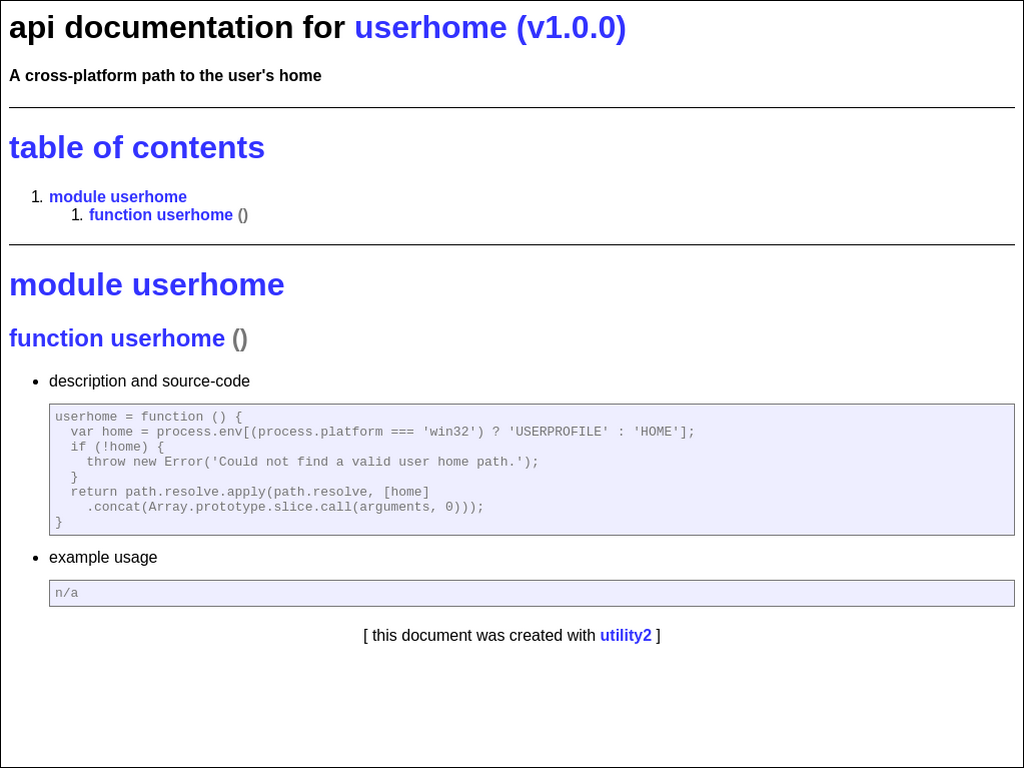 api documentation for userhome (v1.0.0)
A cross-platform path to the user's home
table of contents
1. module userhome
1. function userhome ()
module userhome
function userhome ()
• description and source-code
userhome = function () {
  var home = process.env[(process.platform === 'win32') ? 'USERPROFILE' : 'HOME'];
  if (!home) {
    throw new Error('Could not find a valid user home path.');
  }
  return path.resolve.apply(path.resolve, [home]
    .concat(Array.prototype.slice.call(arguments, 0)));
}
• example usage
n/a
[ this document was created with utility2 ]